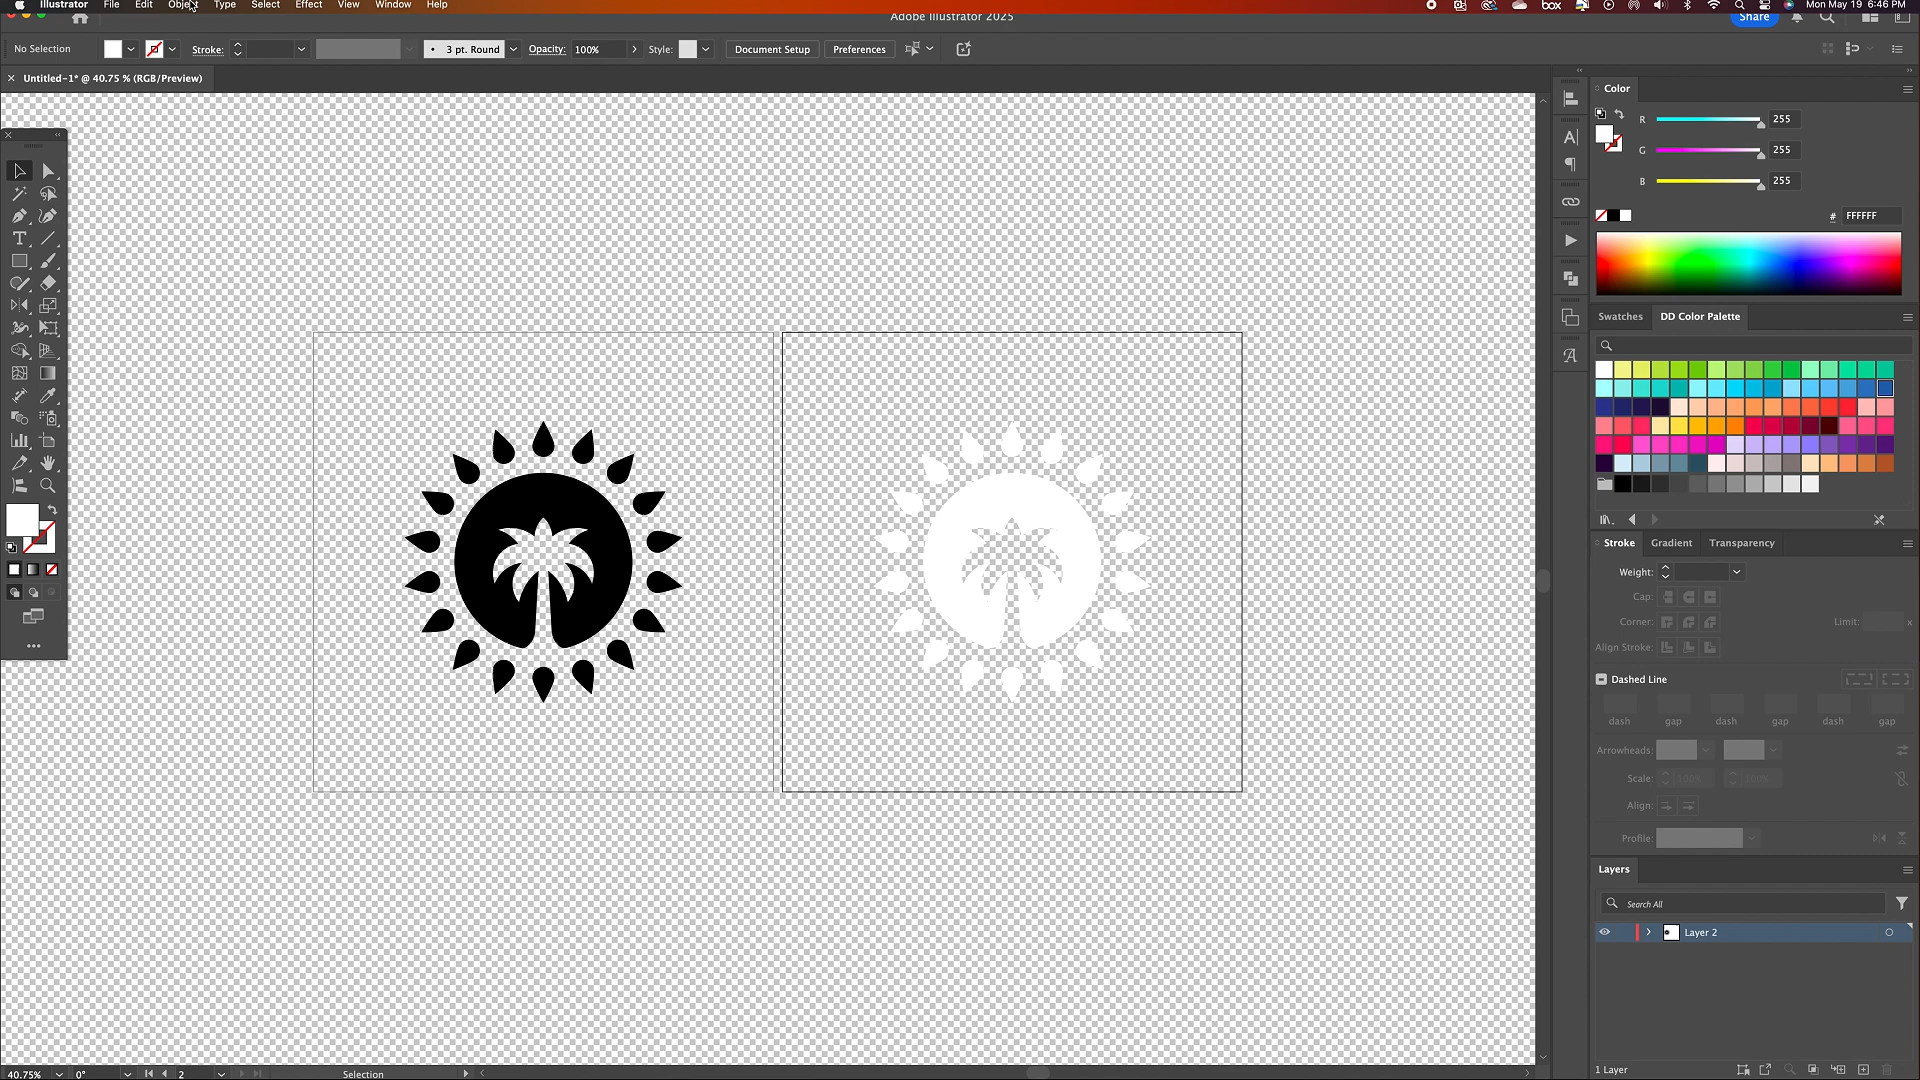 Illustrator File Edit Object Type Select Effect View Window Help
box Mon May 19 6:46 PM
Adobe Illustrator 2025
Share
No Selection Stroke: 3 pt. Round Opacity: 100% Style: Document Setup Preferences
Untitled-1* @ 40.75 % (RGB/Preview)
Color
R 255
G 255
B 255
# FFFFFF
Swatches DD Color Palette
Stroke Gradient Transparency
Weight:
Cap:
Corner: Limit: x
Align Stroke:
Dashed Line
dash gap dash gap dash gap
Arrowheads:
Scale: 100% 100%
Align:
Profile:
Layers
Search All
Layer 2
1 Layer
40.75% 0° 2 Selection